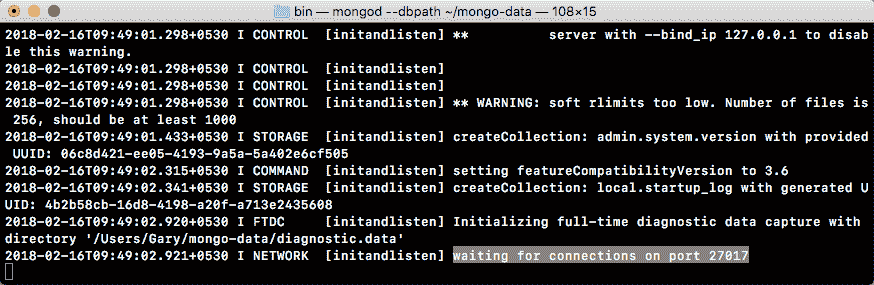 bin — mongod --dbpath ~/mongo-data — 108×15
2018-02-16T09:49:01.298+0530 I CONTROL  [initandlisten] **          server with --bind_ip 127.0.0.1 to disab
le this warning.
2018-02-16T09:49:01.298+0530 I CONTROL  [initandlisten]
2018-02-16T09:49:01.298+0530 I CONTROL  [initandlisten]
2018-02-16T09:49:01.298+0530 I CONTROL  [initandlisten] ** WARNING: soft rlimits too low. Number of files is
 256, should be at least 1000
2018-02-16T09:49:01.433+0530 I STORAGE  [initandlisten] createCollection: admin.system.version with provided
 UUID: 06c8d421-ee05-4193-9a5a-5a402e6cf505
2018-02-16T09:49:02.315+0530 I COMMAND  [initandlisten] setting featureCompatibilityVersion to 3.6
2018-02-16T09:49:02.341+0530 I STORAGE  [initandlisten] createCollection: local.startup_log with generated U
UID: 4b2b58cb-16d8-4198-a20f-a713e2435608
2018-02-16T09:49:02.920+0530 I FTDC     [initandlisten] Initializing full-time diagnostic data capture with
directory '/Users/Gary/mongo-data/diagnostic.data'
2018-02-16T09:49:02.921+0530 I NETWORK  [initandlisten] waiting for connections on port 27017